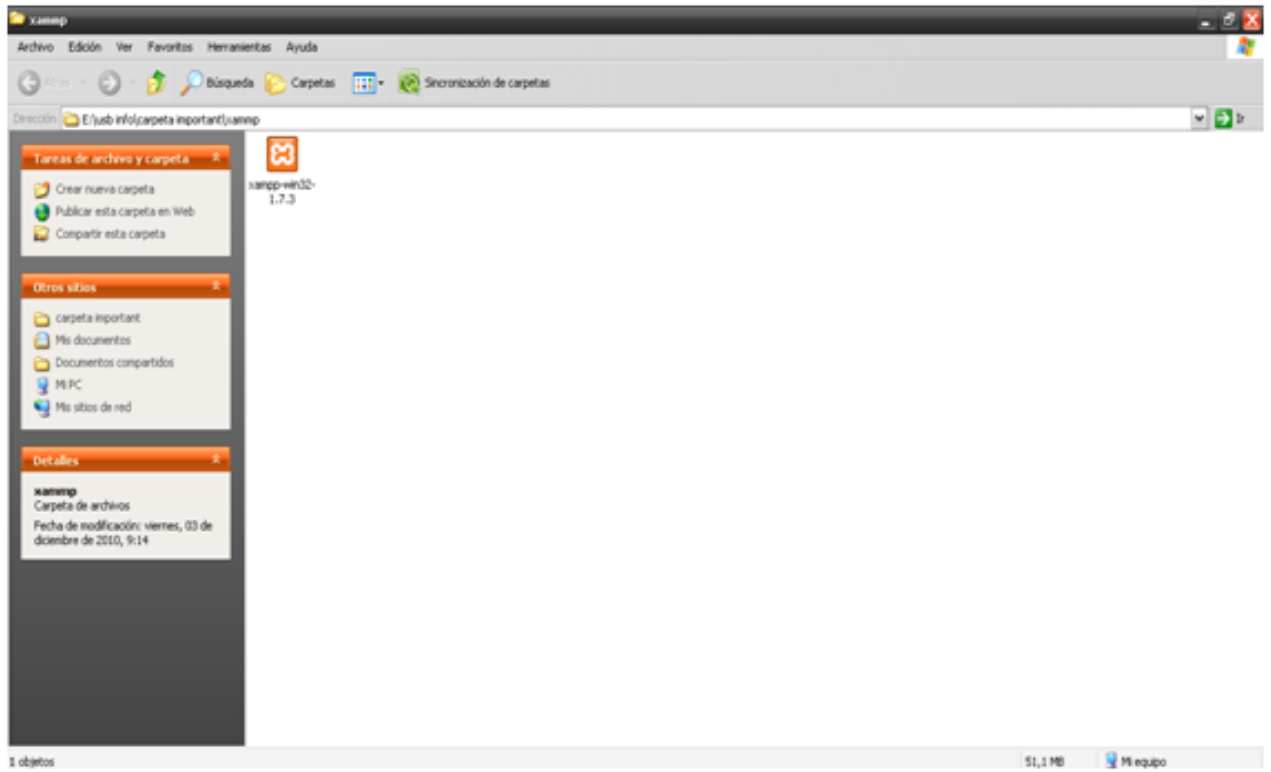 xammp
Archivo Edición Ver Favoritos Herramientas Ayuda
Atrás Búsqueda Carpetas Sincronización de carpetas
Dirección E:\usb info\carpeta important\xammp Ir
Tareas de archivo y carpeta
Crear nueva carpeta
Publicar esta carpeta en Web
Compartir esta carpeta
Otros sitios
carpeta important
Mis documentos
Documentos compartidos
Mi PC
Mis sitios de red
Detalles
xammp
Carpeta de archivos
Fecha de modificación: viernes, 03 de
diciembre de 2010, 9:14
xampp-win32-
1.7.3
1 objetos 51,1 MB Mi equipo